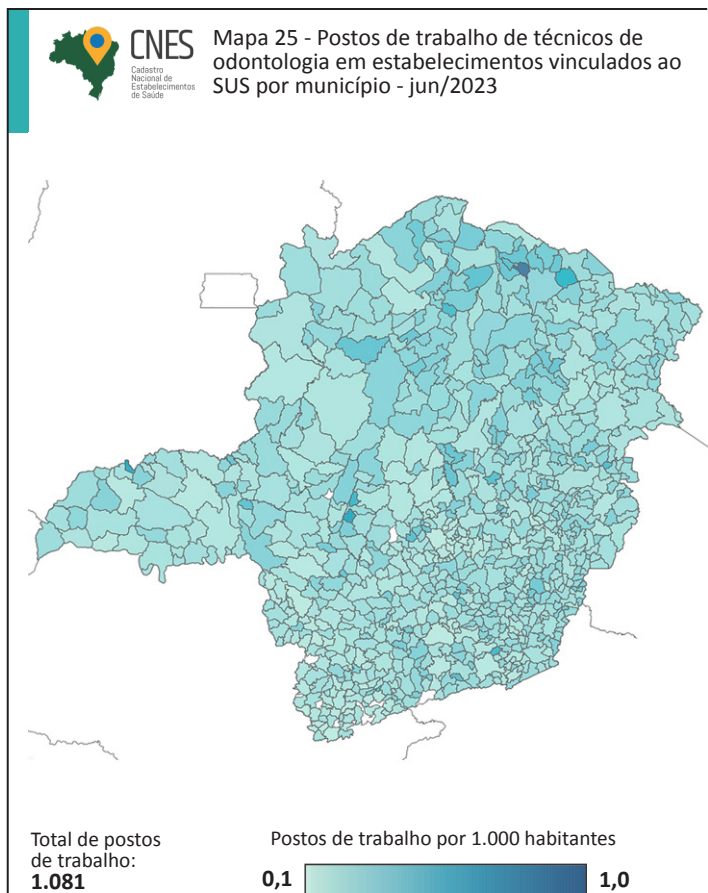 CNES
Cadastro
Nacional de
Estabelecimentos
de Saúde
Mapa 25 - Postos de trabalho de técnicos de
odontologia em estabelecimentos vinculados ao
SUS por município - jun/2023
Total de postos
de trabalho:
1.081
Postos de trabalho por 1.000 habitantes
0,1
1,0